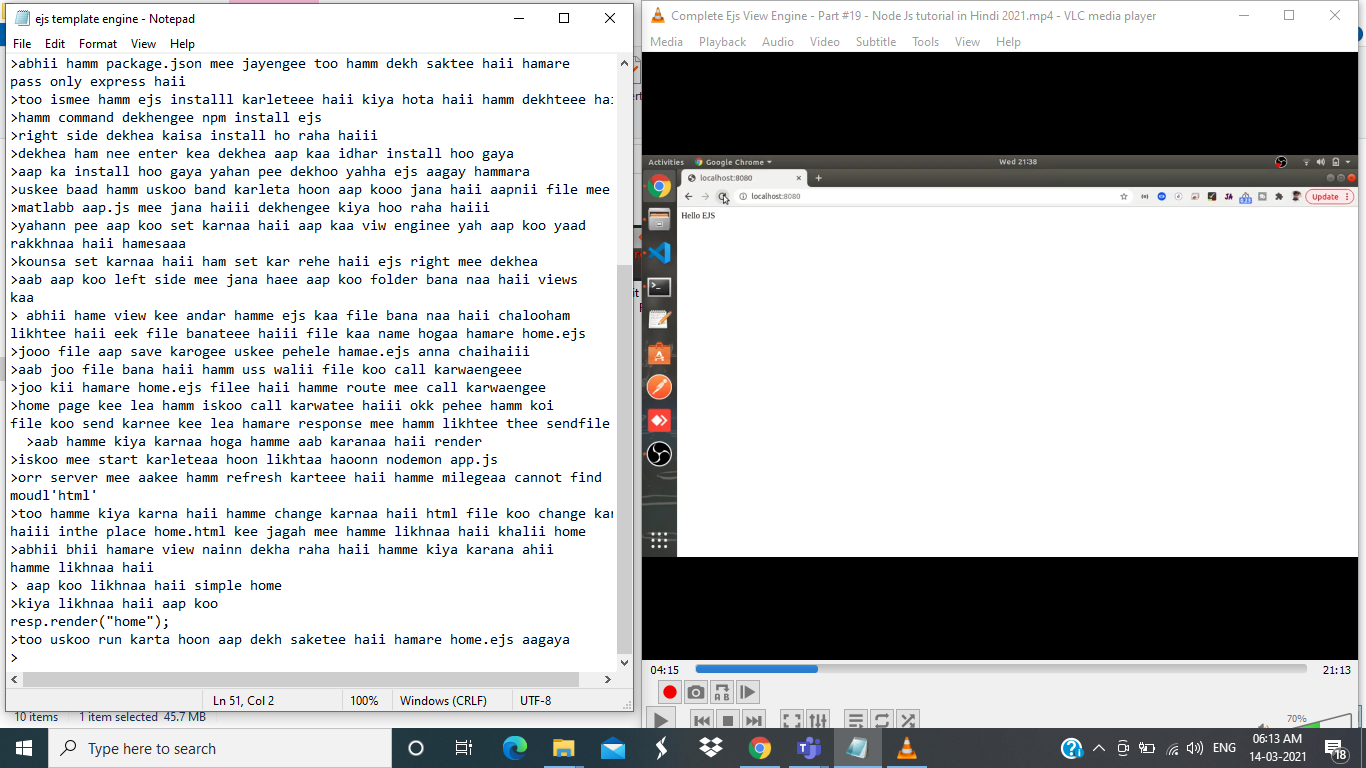 ejs template engine - Notepad
File Edit Format View Help
>abhii hamm package.json mee jayengee too hamm dekh saktee haii hamare
pass only express haii
>too ismee hamm ejs installl karleteee haii kiya hota haii hamm dekhteee
>hamm command dekhengee npm install ejs
>right side dekhea kaisa install ho raha haiii
>dekhea ham nee enter kea dekhea aap kaa idhar install hoo gaya
>aap ka install hoo gaya yahan pee dekhoo yahha ejs aagay hammara
>uskee baad hamm uskoo band karleta hoon aap kooo jana haii aapnii file mee
>matlabb aap.js mee jana haiii dekhengee kiya hoo raha haiii
>yahann pee aap koo set karnaa haii aap kaa viw enginee yah aap koo yaad
rakkhnaa haii hamesaaa
>kounsa set karnaa haii ham set kar rehe haii ejs right mee dekhea
>aab aap koo left side mee jana haee aap koo folder bana naa haii views
kaa
> abhii hame view kee andar hamme ejs kaa file bana naa haii chalooham
likhtee haii eek file banateee haiii file kaa name hogaa hamare home.ejs
>jooo file aap save karogee uskee pehele hamae.ejs anna chaihaiii
>aab joo file bana haii hamm uss walii file koo call karwaengeee
>joo kii hamare home.ejs filee haii hamme route mee call karwaengee
>home page kee lea hamm iskoo call karwatee haiii okk pehee hamm koi
file koo send karnee kee lea hamare response mee hamm likhtee thee sendfile
>aab hamme kiya karnaa hoga hamme aab karanaa haii render
>iskoo mee start karleteaa hoon likhtaa haoonn nodemon app.js
>orr server mee aakee hamm refresh karteee haii hamme milegeaa cannot find
moudl'html'
>too hamme kiya karna haii hamme change karnaa haii html file koo change
haiii inthe place home.html kee jagah mee hamme likhnaa haii khalii home
>abhii bhii hamare view nainn dekha raha haii hamme kiya karana ahii
hamme likhnaa haii
> aap koo likhnaa haii simple home
>kiya likhnaa haii aap koo
resp.render("home");
>too uskoo run karta hoon aap dekh saketee haii hamare home.ejs aagaya
>
Ln 51, Col 2 100% Windows (CRLF) UTF-8
10 items 1 item selected 45.7 MB
Complete Ejs View Engine - Part #19 - Node Js tutorial in Hindi 2021.mp4 - VLC media player
Media Playback Audio Video Subtitle Tools View Help
Activities Google Chrome Wed 21:38
localhost:8080
localhost:8080 Update
Hello EJS
04:15 21:13
70%
Type here to search
ENG 06:13 AM
14-03-2021
18